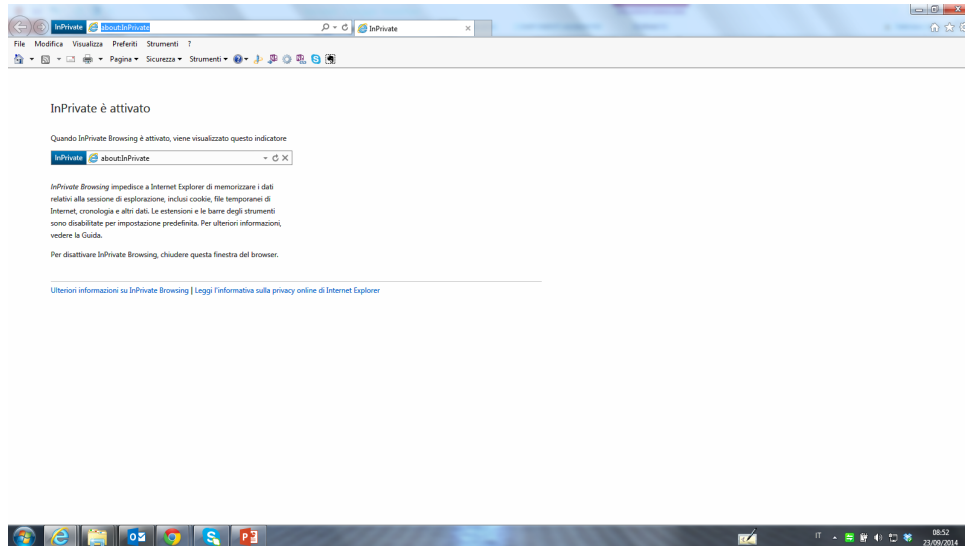 InPrivate about:InPrivate InPrivate
File Modifica Visualizza Preferiti Strumenti ?
Pagina Sicurezza Strumenti
InPrivate è attivato
Quando InPrivate Browsing è attivato, viene visualizzato questo indicatore
InPrivate about:InPrivate
InPrivate Browsing impedisce a Internet Explorer di memorizzare i dati
relativi alla sessione di esplorazione, inclusi cookie, file temporanei di
Internet, cronologia e altri dati. Le estensioni e le barre degli strumenti
sono disabilitate per impostazione predefinita. Per ulteriori informazioni,
vedere la Guida.
Per disattivare InPrivate Browsing, chiudere questa finestra del browser.
Ulteriori informazioni su InPrivate Browsing | Leggi l'informativa sulla privacy online di Internet Explorer
IT 08:52
23/09/2014